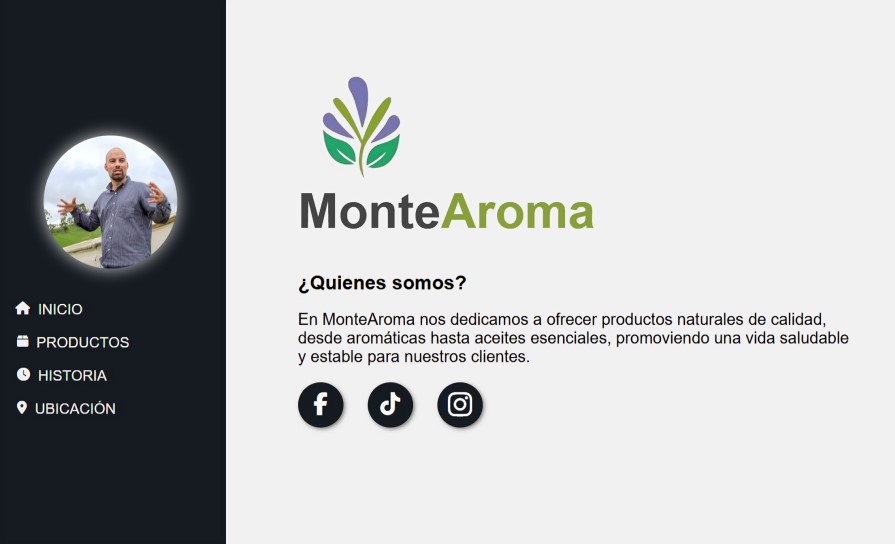 INICIO
PRODUCTOS
HISTORIA
UBICACIÓN
MonteAroma
¿Quienes somos?
En MonteAroma nos dedicamos a ofrecer productos naturales de calidad,
desde aromáticas hasta aceites esenciales, promoviendo una vida saludable
y estable para nuestros clientes.